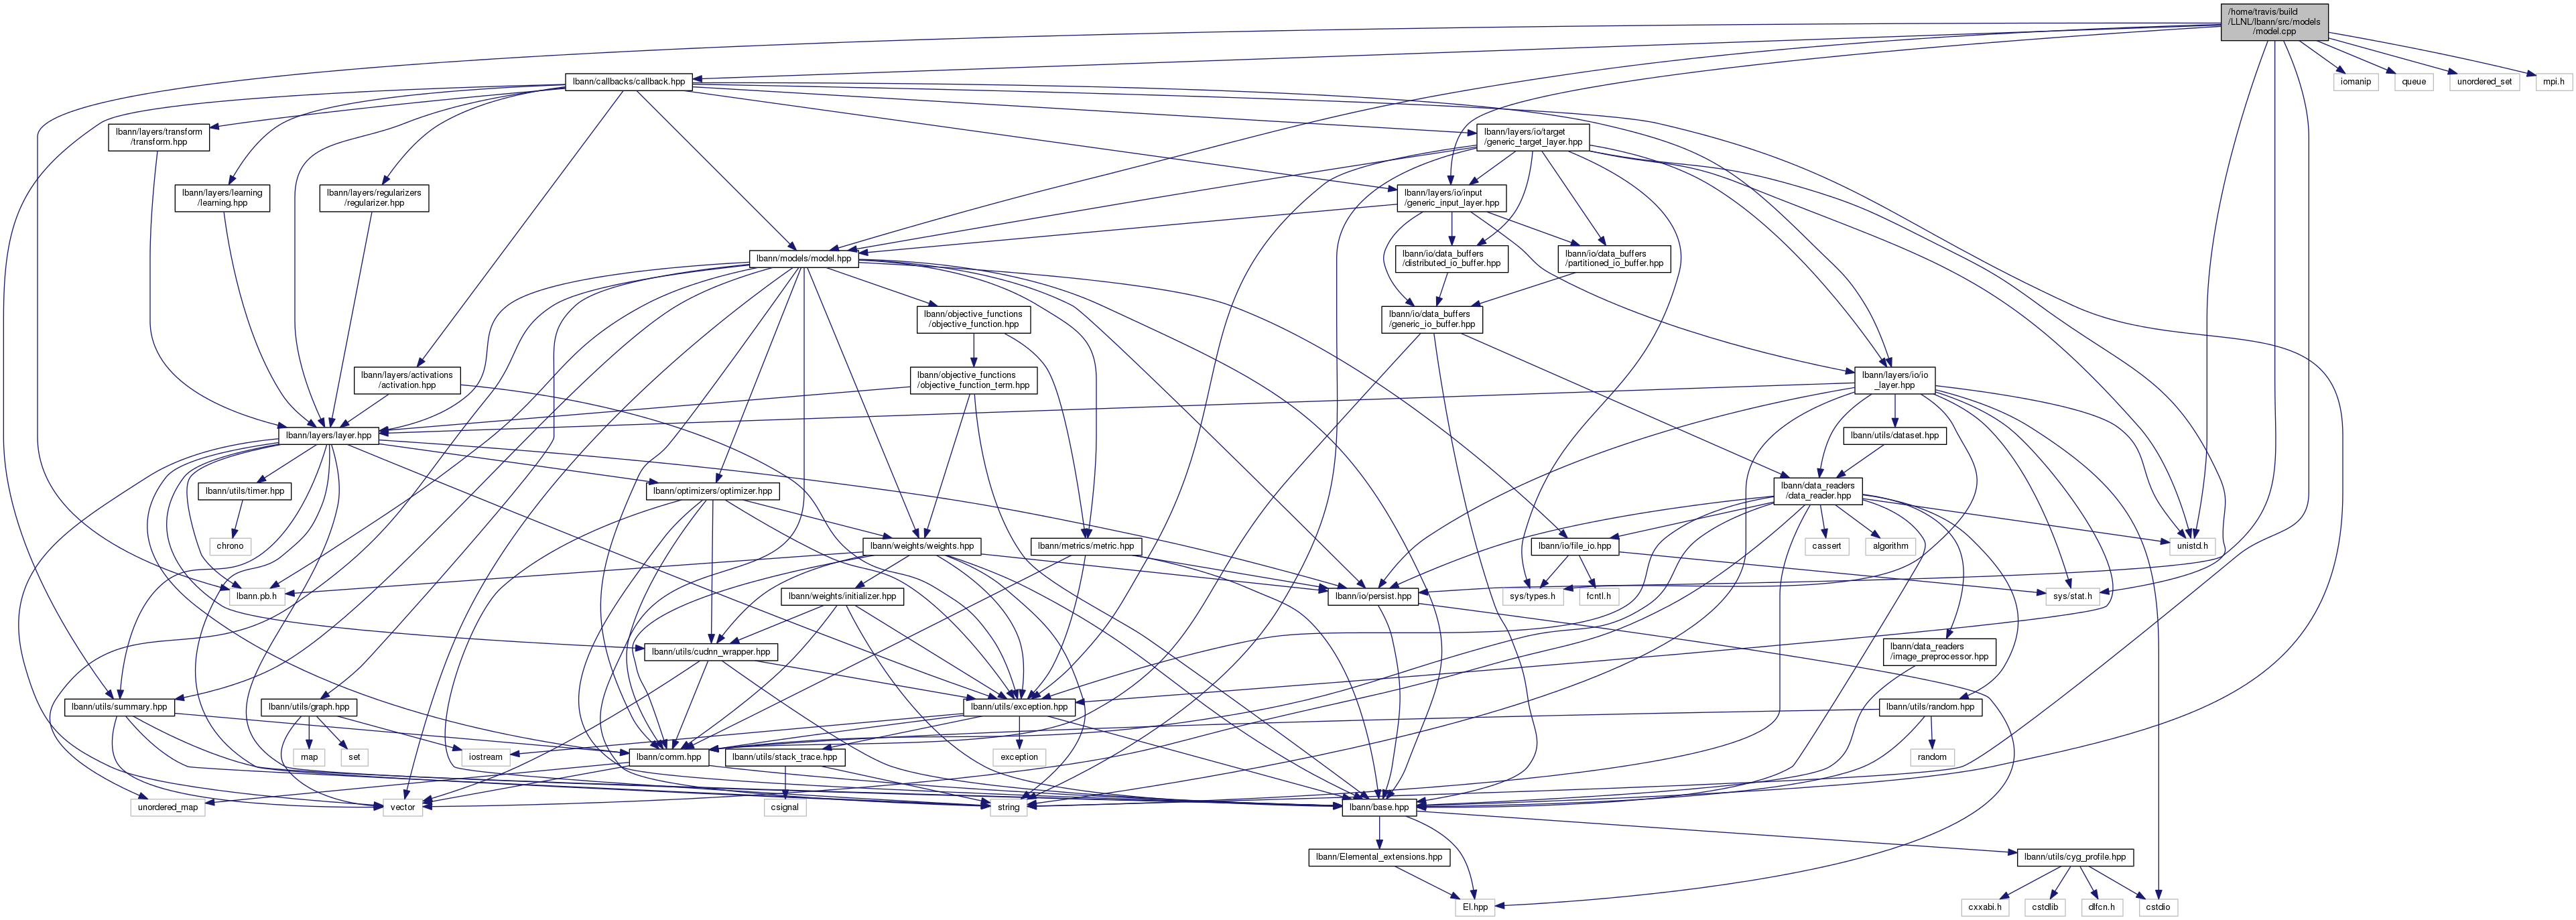 /home/travis/build
/LLNL/lbann/src/models
/model.cpp
lbann/callbacks/callback.hpp
iomanip
queue
unordered_set
mpi.h
lbann/layers/transform
/transform.hpp
lbann/layers/io/target
/generic_target_layer.hpp
lbann/layers/learning
/learning.hpp
lbann/layers/regularizers
/regularizer.hpp
lbann/layers/io/input
/generic_input_layer.hpp
lbann/models/model.hpp
lbann/io/data_buffers
/distributed_io_buffer.hpp
lbann/io/data_buffers
/partitioned_io_buffer.hpp
lbann/objective_functions
/objective_function.hpp
lbann/io/data_buffers
/generic_io_buffer.hpp
lbann/layers/activations
/activation.hpp
lbann/objective_functions
/objective_function_term.hpp
lbann/layers/io/io
_layer.hpp
lbann/layers/layer.hpp
lbann/utils/dataset.hpp
lbann/utils/timer.hpp
lbann/optimizers/optimizer.hpp
lbann/data_readers
/data_reader.hpp
chrono
lbann/weights/weights.hpp
lbann/metrics/metric.hpp
lbann/io/file_io.hpp
cassert
algorithm
unistd.h
lbann.pb.h
lbann/weights/initializer.hpp
lbann/io/persist.hpp
sys/types.h
fcntl.h
sys/stat.h
lbann/utils/cudnn_wrapper.hpp
lbann/data_readers
/image_preprocessor.hpp
lbann/utils/summary.hpp
lbann/utils/graph.hpp
lbann/utils/exception.hpp
lbann/utils/random.hpp
map
set
iostream
lbann/comm.hpp
lbann/utils/stack_trace.hpp
exception
random
unordered_map
vector
csignal
string
lbann/base.hpp
lbann/Elemental_extensions.hpp
lbann/utils/cyg_profile.hpp
El.hpp
cxxabi.h
cstdlib
dlfcn.h
cstdio